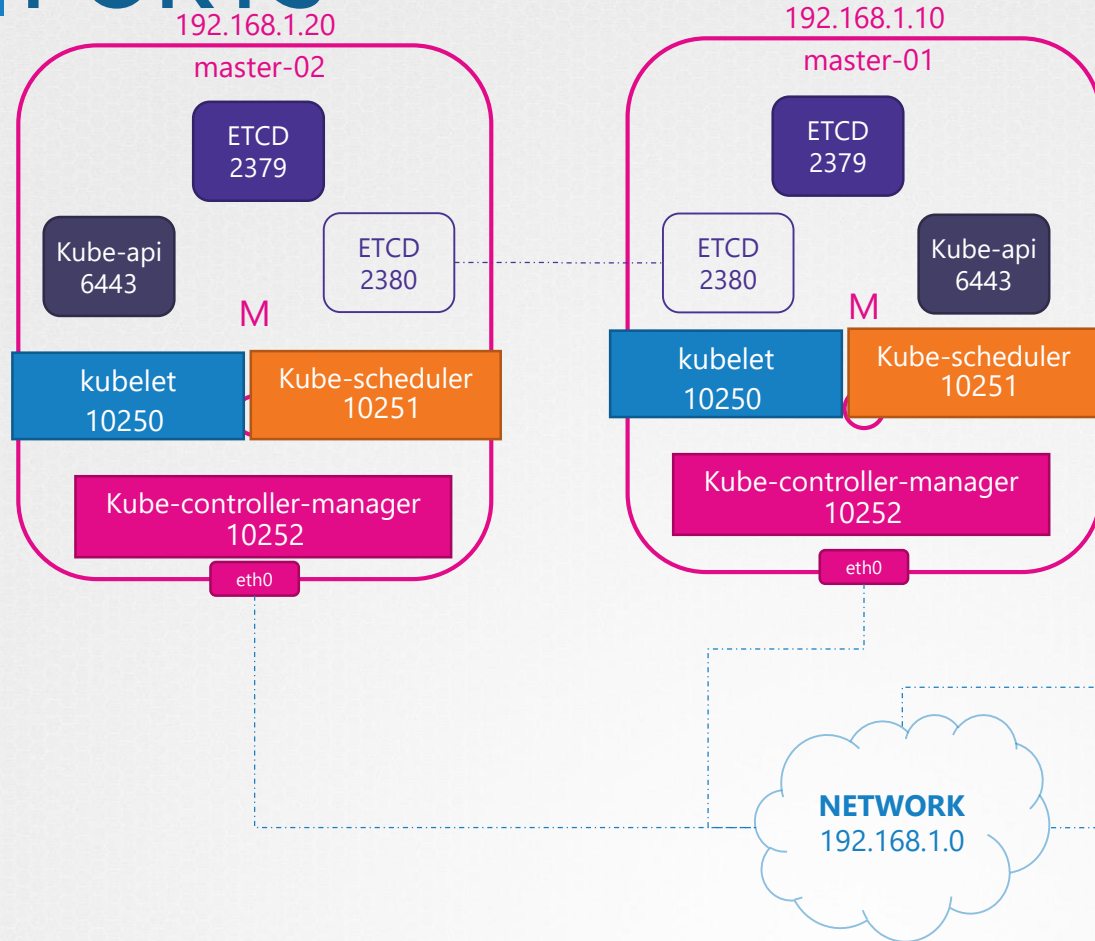 PORTS
192.168.1.20
master-02
ETCD
2379
Kube-api
6443
ETCD
2380
M
kubelet
10250
Kube-scheduler
10251
Kube-controller-manager
10252
eth0
192.168.1.10
master-01
ETCD
2379
ETCD
2380
Kube-api
6443
M
kubelet
10250
Kube-scheduler
10251
Kube-controller-manager
10252
eth0
NETWORK
192.168.1.0